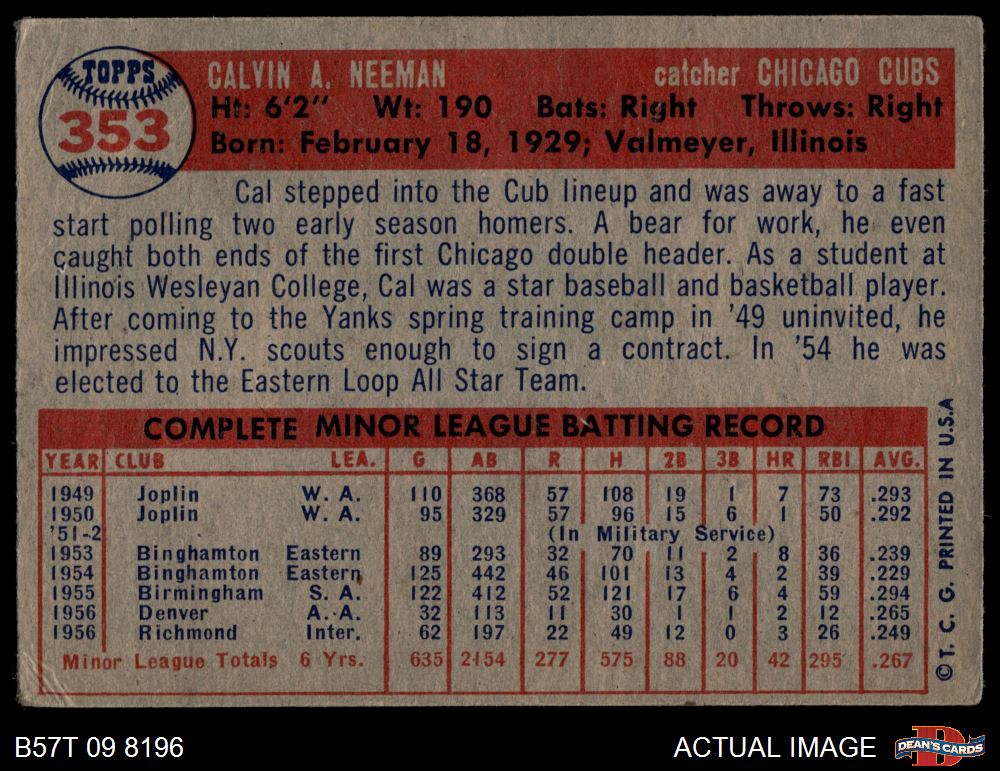 TOPPS
353
CALVIN A. NEEMAN catcher CHICAGO CUBS
Ht: 6'2" Wt: 190 Bats: Right Throws: Right
Born: February 18, 1929; Valmeyer, Illinois
Cal stepped into the Cub lineup and was away to a fast
start polling two early season homers. A bear for work, he even
caught both ends of the first Chicago double header. As a student at
Illinois Wesleyan College, Cal was a star baseball and basketball player.
After coming to the Yanks spring training camp in '49 uninvited, he
impressed N.Y. scouts enough to sign a contract. In '54 he was
elected to the Eastern Loop All Star Team.
COMPLETE MINOR LEAGUE BATTING RECORD
YEAR CLUB LEA. G AB R H 2B 3B HR RBI AVG.
1949 Joplin W. A. 110 368 57 108 19 1 7 73 .293
1950 Joplin W. A. 95 329 57 96 15 6 1 50 .292
'51-2 (In Military Service)
1953 Binghamton Eastern 89 293 32 70 11 2 8 36 .239
1954 Binghamton Eastern 125 442 46 101 13 4 2 39 .229
1955 Birmingham S. A. 122 412 52 121 17 6 4 59 .294
1956 Denver A. A. 32 113 11 30 1 1 2 12 .265
1956 Richmond Inter. 62 197 22 49 12 0 3 26 .249
Minor League Totals 6 Yrs. 635 2154 277 575 88 20 42 295 .267
© T. C. G. PRINTED IN U.S.A
B57T 09 8196
ACTUAL IMAGE
D
DEAN'S CARDS